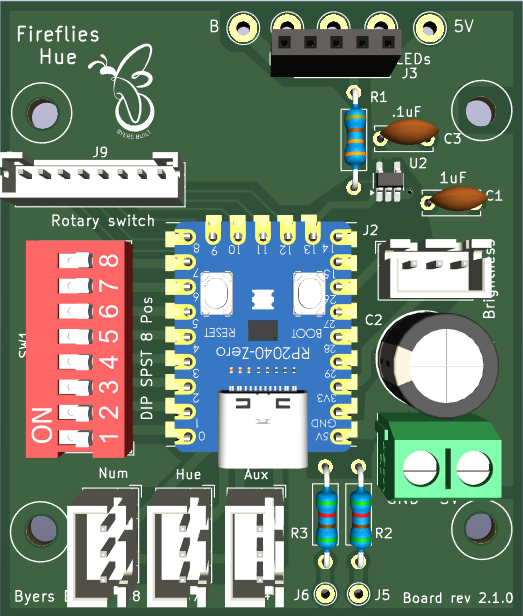 B
5V
Fireflies
Hue
LEDs
J3
BYERS BUILT
R1
.1uF
C3
U2
1uF
C1
J9
Rotary switch
J2
Brightness
8 9 10 11 12 13 14
7
6
5
4
3
2
1
0
15
26
27
28
29
3V3
GND
5V
RESET
BOOT
RP2040-Zero
SW1
8
7
6
5
4
3
2
1
ON
DIP SPST 8 Pos
C2
Num
Hue
Aux
R3
R2
J6
J5
Byers
8
Board rev 2.1.0